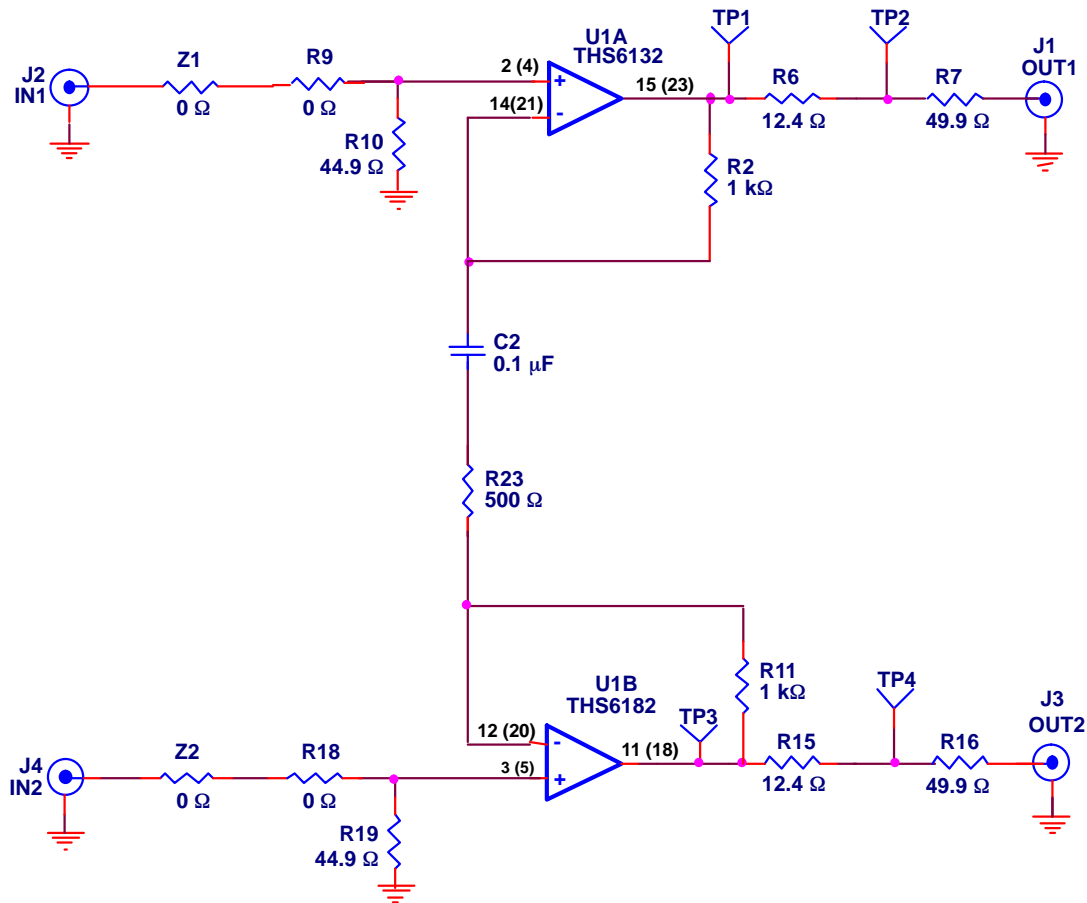 TP1
TP2
U1A
THS6132
J2
IN1
Z1
0 Ω
R9
0 Ω
2 (4)
14(21)
+
-
15 (23)
R6
12.4 Ω
R7
49.9 Ω
J1
OUT1
R10
44.9 Ω
R2
1 kΩ
C2
0.1 μF
R23
500 Ω
U1B
THS6182
R11
1 kΩ
TP3
TP4
J3
OUT2
12 (20)
3 (5)
-
+
11 (18)
J4
IN2
Z2
0 Ω
R18
0 Ω
R15
12.4 Ω
R16
49.9 Ω
R19
44.9 Ω